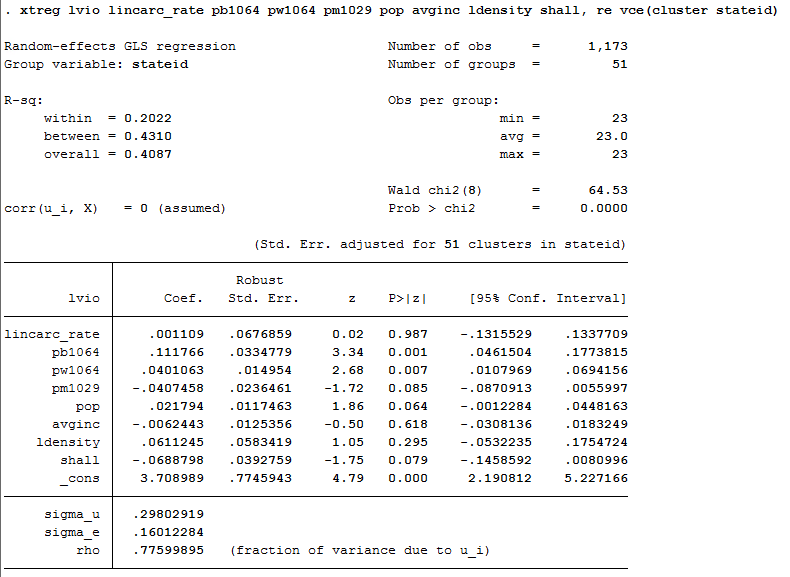 . xtreg lvio lincarc_rate pb1064 pw1064 pm1029 pop avginc ldensity shall, re vce(cluster stateid)
Random-effects GLS regression Number of obs = 1,173
Group variable: stateid Number of groups = 51
R-sq: Obs per group:
within = 0.2022 min = 23
between = 0.4310 avg = 23.0
overall = 0.4087 max = 23
Wald chi2(8) = 64.53
corr(u_i, X) = 0 (assumed) Prob > chi2 = 0.0000
(Std. Err. adjusted for 51 clusters in stateid)
Robust
lvio Coef. Std. Err. z P>|z| [95% Conf. Interval]
lincarc_rate .001109 .0676859 0.02 0.987 -.1315529 .1337709
pb1064 .111766 .0334779 3.34 0.001 .0461504 .1773815
pw1064 .0401063 .014954 2.68 0.007 .0107969 .0694156
pm1029 -.0407458 .0236461 -1.72 0.085 -.0870913 .0055997
pop .021794 .0117463 1.86 0.064 -.0012284 .0448163
avginc -.0062443 .0125356 -0.50 0.618 -.0308136 .0183249
ldensity .0611245 .0583419 1.05 0.295 -.0532235 .1754724
shall -.0688798 .0392759 -1.75 0.079 -.1458592 .0080996
_cons 3.708989 .7745943 4.79 0.000 2.190812 5.227166
sigma_u .29802919
sigma_e .16012284
rho .77599895 (fraction of variance due to u_i)